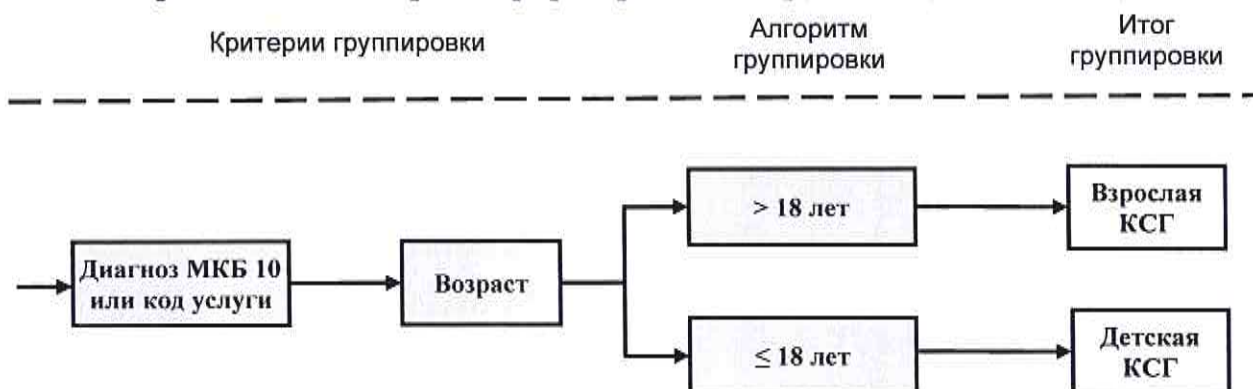 Критерии группировки
Алгоритм
группировки
Итог
группировки
Диагноз МКБ 10
или код услуги
Возраст
> 18 лет
Взрослая
КСГ
≤ 18 лет
Детская
КСГ